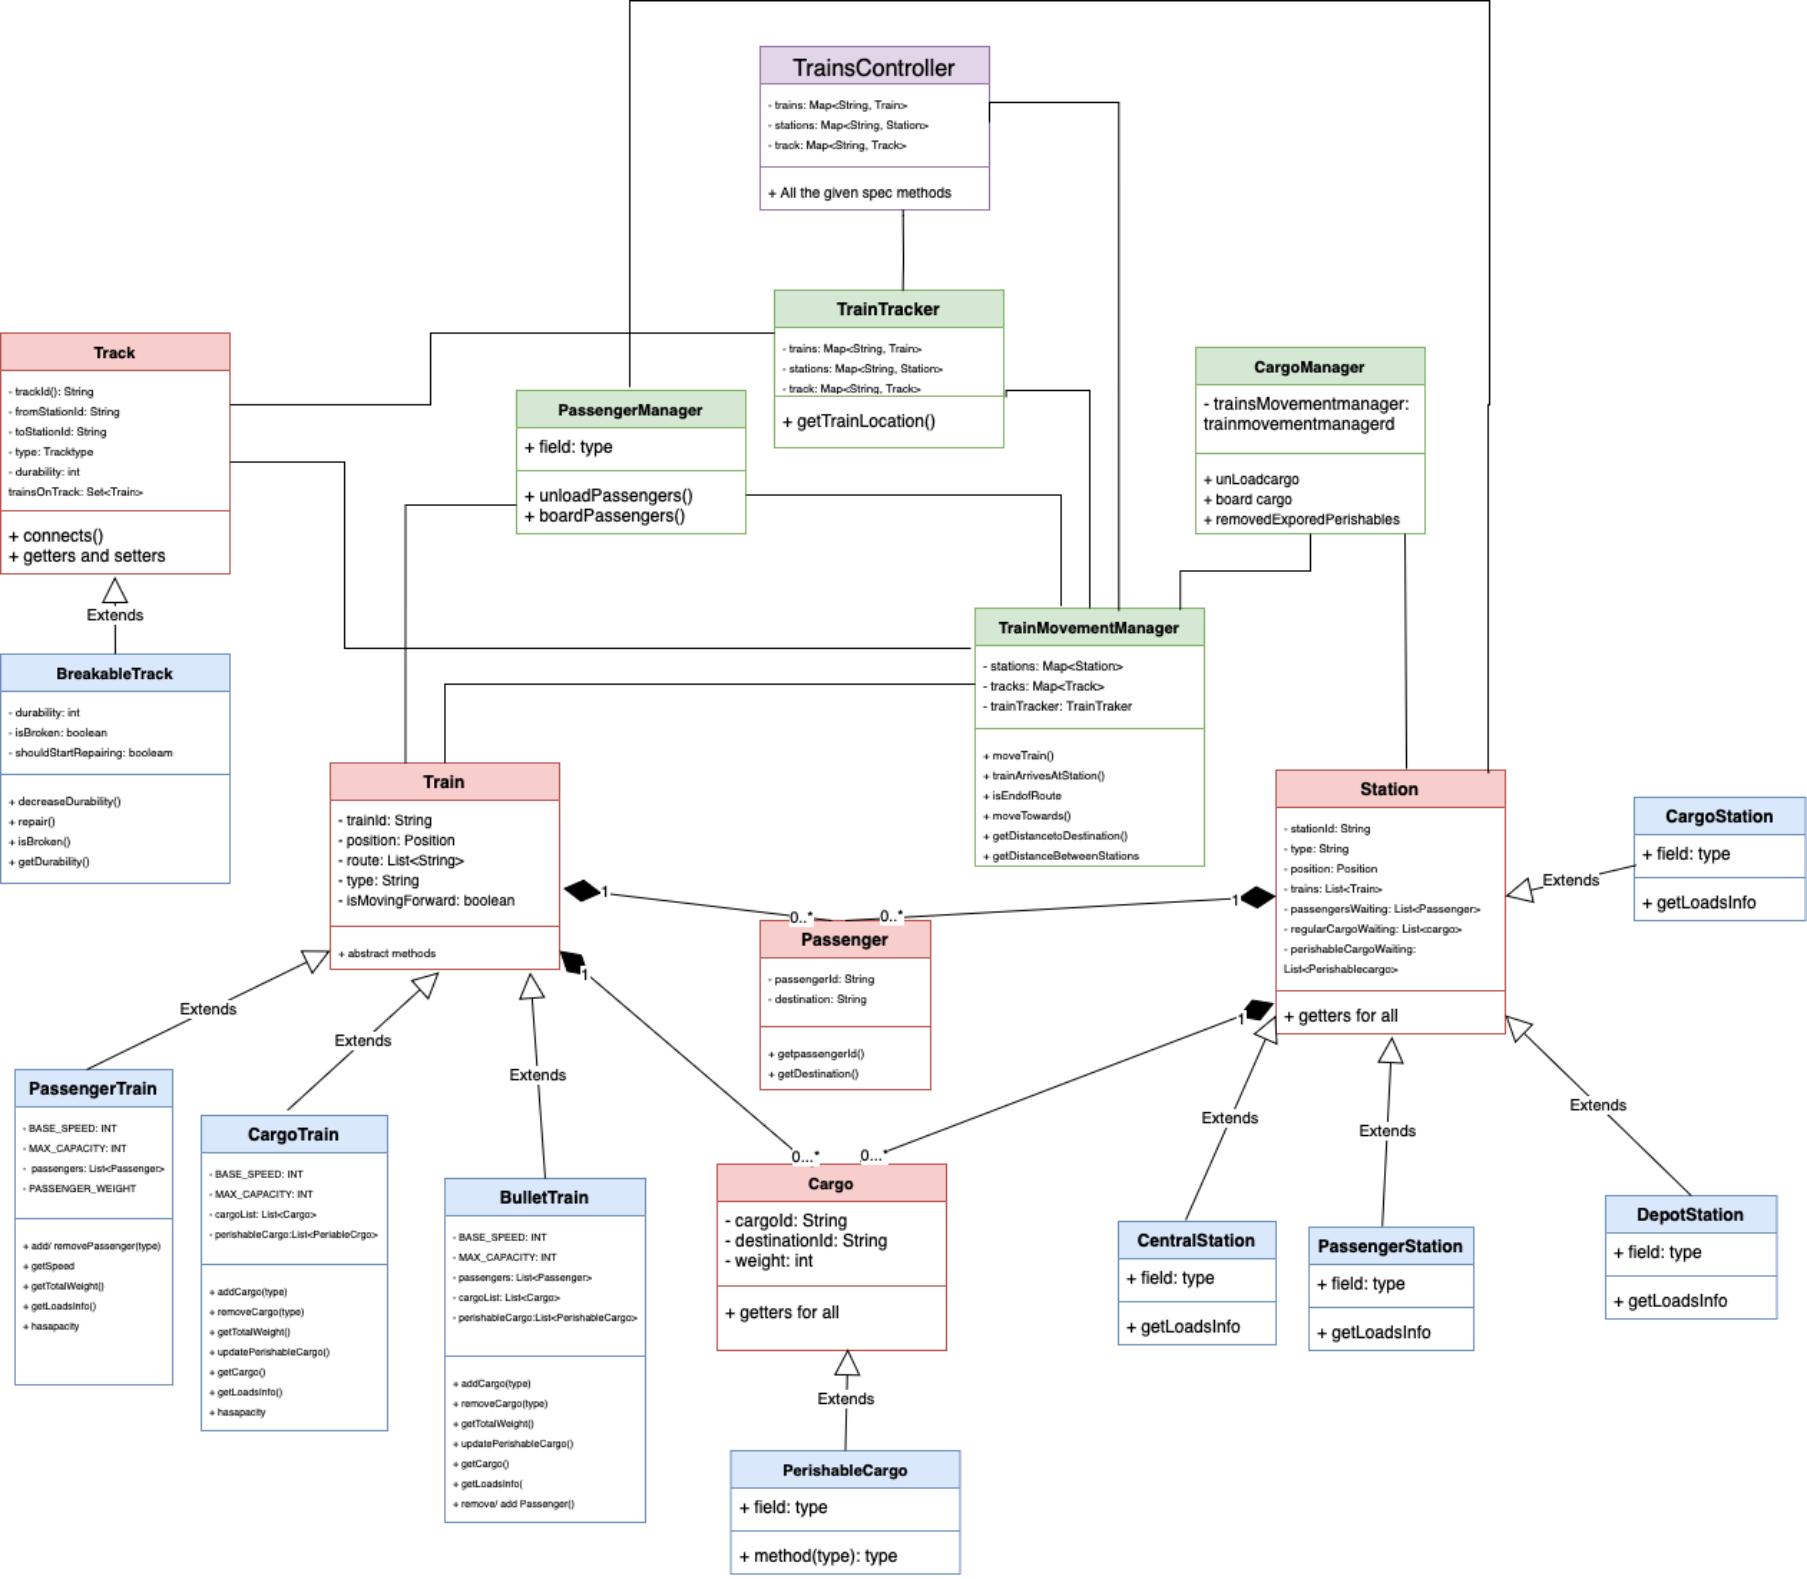 TrainsController
- trains: Map<String, Train>
- stations: Map<String, Station>
- track: Map<String, Track>
+ All the given spec methods
TrainTracker
- trains: Map<String, Train>
- stations: Map<String, Station>
- track: Map<String, Track>
+ getTrainLocation()
Track
- trackId(): String
- fromStationId: String
- toStationId: String
- type: Tracktype
- durability: int
trainsOnTrack: Set<Train>
+ connects()
+ getters and setters
Extends
BreakableTrack
- durability: int
- isBroken: boolean
- shouldStartRepairing: booleam
+ decreaseDurability()
+ repair()
+ isBroken()
+ getDurability()
PassengerManager
+ field: type
+ unloadPassengers()
+ boardPassengers()
CargoManager
- trainsMovementmanager:
trainmovementmanagerd
+ unLoadcargo
+ board cargo
+ removedExporedPerishables
TrainMovementManager
- stations: Map<Station>
- tracks: Map<Track>
- trainTracker: TrainTraker
+ moveTrain()
+ trainArrivesAtStation()
+ isEndofRoute
+ moveTowards()
+ getDistancetoDestination()
+ getDistanceBetweenStations
Train
- trainId: String
- position: Position
- route: List<String>
- type: String
- isMovingForward: boolean
+ abstract methods
1
0..*
0..*
1
1
1
Station
- stationId: String
- type: String
- position: Position
- trains: List<Train>
- passengersWaiting: List<Passenger>
- regularCargoWaiting: List<cargo>
- perishableCargoWaiting:
List<Perishablecargo>
+ getters for all
Extends
CargoStation
+ field: type
+ getLoadsInfo
Passenger
- passengerId: String
- destination: String
+ getpassengerId()
+ getDestination()
Extends
Extends
Extends
PassengerTrain
- BASE_SPEED: INT
- MAX_CAPACITY: INT
- passengers: List<Passenger>
- PASSENGER_WEIGHT
+ add/ removePassenger(type)
+ getSpeed
+ getTotalWeight()
+ getLoadsInfo()
+ hasapacity
CargoTrain
- BASE_SPEED: INT
- MAX_CAPACITY: INT
- cargoList: List<Cargo>
- perishableCargo:List<PeriableCrgo>
+ addCargo(type)
+ removeCargo(type)
+ getTotalWeight()
+ updatePerishableCargo()
+ getCargo()
+ getLoadsInfo()
+ hasapacity
BulletTrain
- BASE_SPEED: INT
- MAX_CAPACITY: INT
- passengers: List<Passenger>
- cargoList: List<Cargo>
- perishableCargo:List<PerishableCargo>
+ addCargo(type)
+ removeCargo(type)
+ getTotalWeight()
+ updatePerishableCargo()
+ getCargo()
+ getLoadsInfo(
+ remove/ add Passenger()
0...*
0...*
Cargo
- cargoId: String
- destinationId: String
- weight: int
+ getters for all
Extends
PerishableCargo
+ field: type
+ method(type): type
Extends
Extends
Extends
CentralStation
+ field: type
+ getLoadsInfo
PassengerStation
+ field: type
+ getLoadsInfo
DepotStation
+ field: type
+ getLoadsInfo